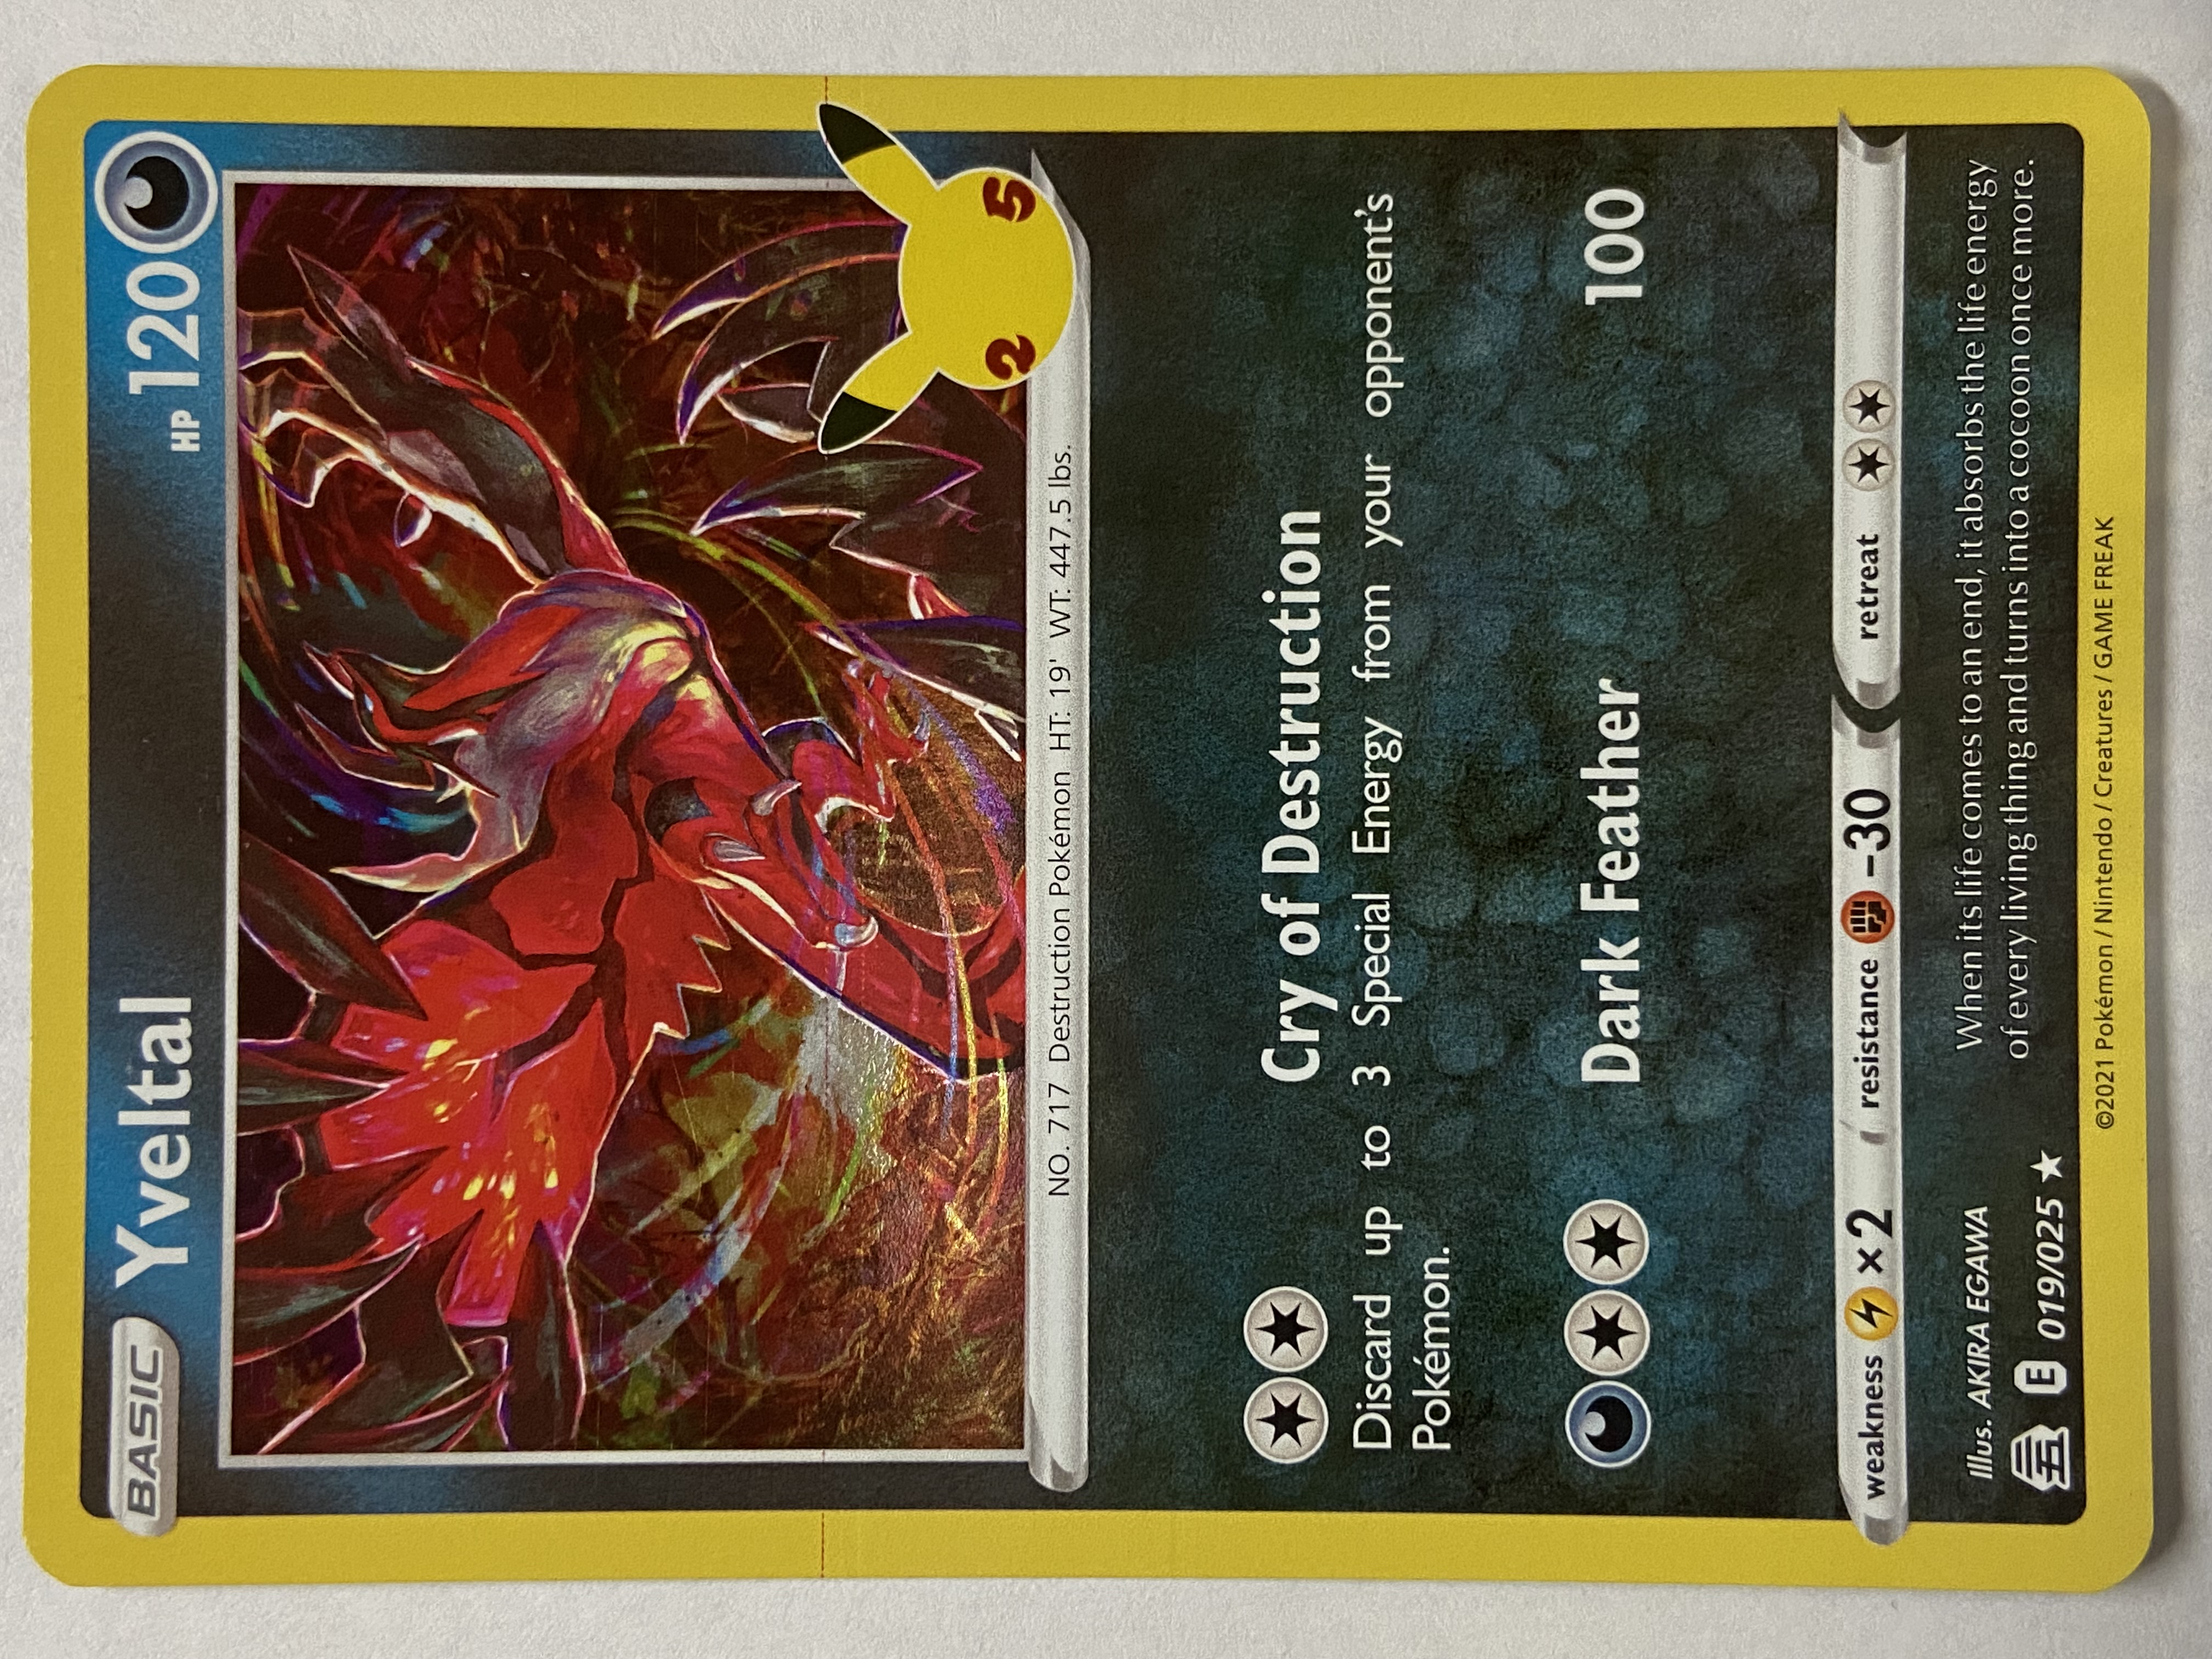 BASIC Yveltal HP 120
NO. 717 Destruction Pokémon HT: 19' WT: 447.5 lbs.
2 5
Cry of Destruction
Discard up to 3 Special Energy from your opponent's
Pokémon.
Dark Feather 100
weakness ×2 resistance -30 retreat
Illus. AKIRA EGAWA
When its life comes to an end, it absorbs the life energy
of every living thing and turns into a cocoon once more.
E 019/025 ★
©2021 Pokémon / Nintendo / Creatures / GAME FREAK